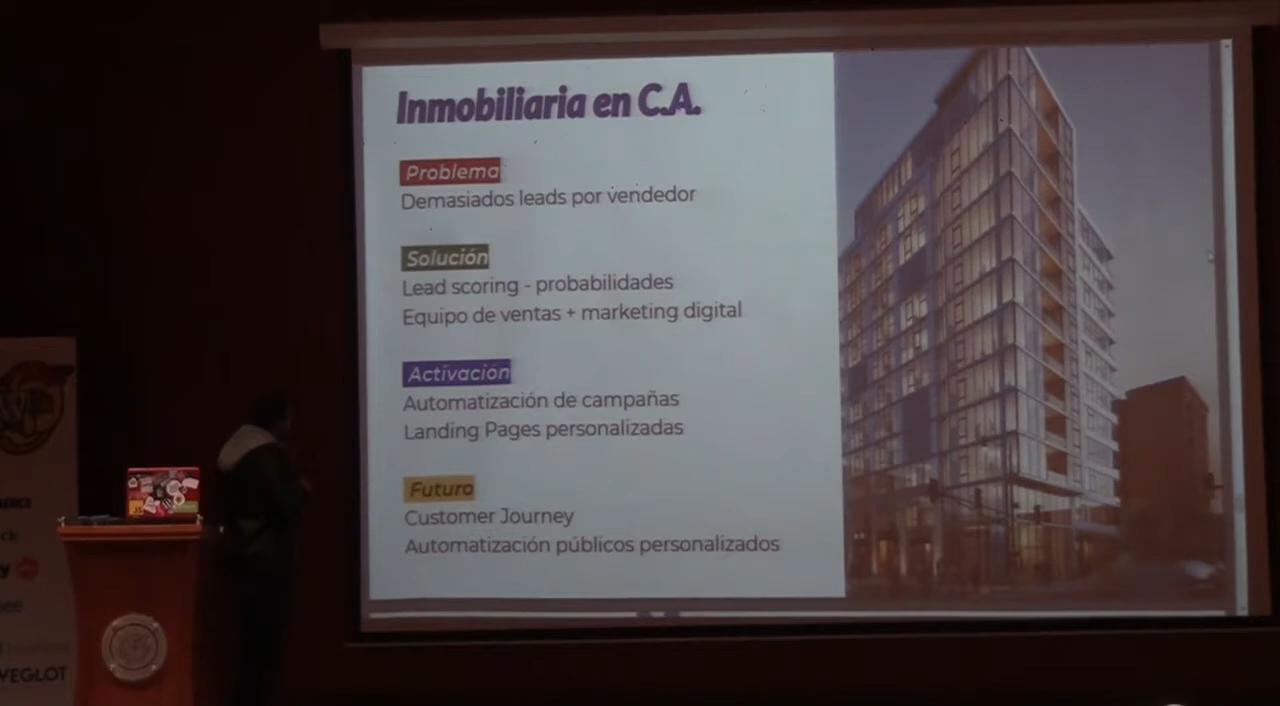 Inmobiliaria en C.A.
Problema
Demasiados leads por vendedor
Solución
Lead scoring - probabilidades
Equipo de ventas + marketing digital
Activación
Automatización de campañas
Landing Pages personalizadas
Futuro
Customer Journey
Automatización públicos personalizados